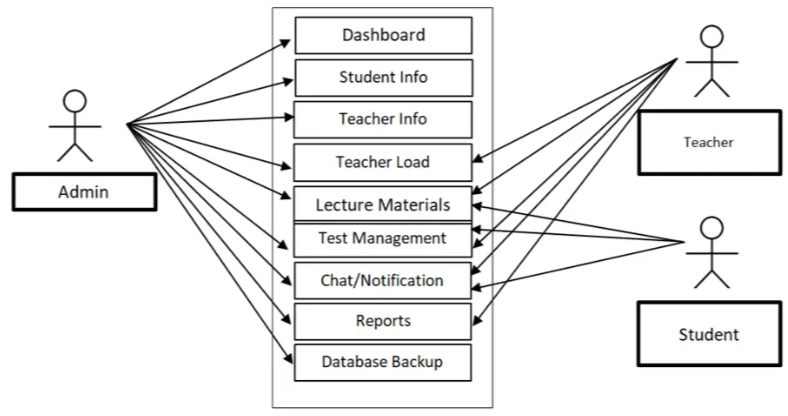 Dashboard
Student Info
Teacher Info
Teacher Load
Lecture Materials
Test Management
Chat/Notification
Reports
Database Backup
Admin
Teacher
Student